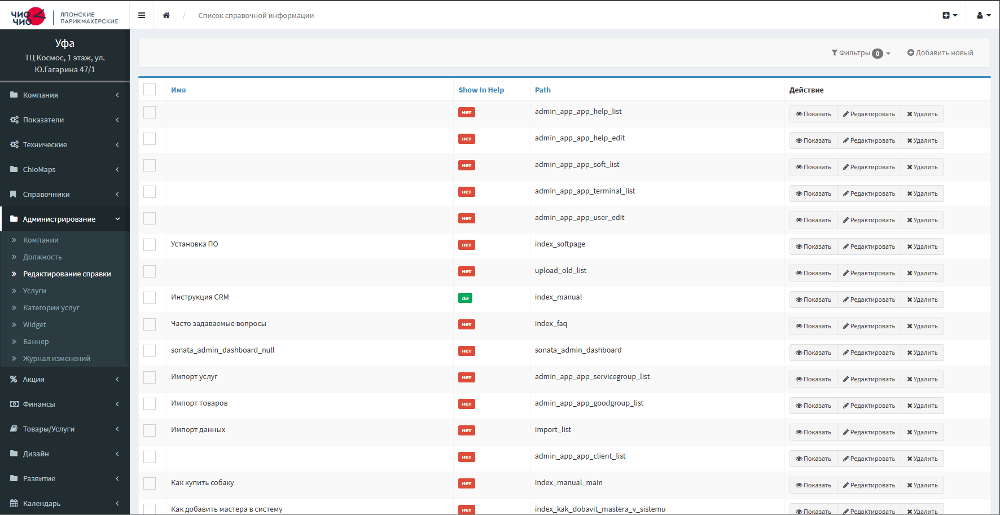 ЧИО ЧИО
ЯПОНСКИЕ ПАРИКМАХЕРСКИЕ
/ Список справочной информации
Уфа
ТЦ Космос, 1 этаж, ул.
Ю.Гагарина 47/1
Компания
Показатели
Технические
ChioMaps
Справочники
Администрирование
Компании
Должность
Редактирование справки
Услуги
Категории услуг
Widget
Баннер
Журнал изменений
Акции
Финансы
Товары/Услуги
Дизайн
Развитие
Календарь
Фильтры 0 Добавить новый
Имя Show In Help Path Действие
нет admin_app_app_help_list Показать Редактировать Удалить
нет admin_app_app_help_edit Показать Редактировать Удалить
нет admin_app_app_soft_list Показать Редактировать Удалить
нет admin_app_app_terminal_list Показать Редактировать Удалить
нет admin_app_app_user_edit Показать Редактировать Удалить
Установка ПО нет index_softpage Показать Редактировать Удалить
нет upload_old_list Показать Редактировать Удалить
Инструкция CRM да index_manual Показать Редактировать Удалить
Часто задаваемые вопросы нет index_faq Показать Редактировать Удалить
sonata_admin_dashboard_null нет sonata_admin_dashboard Показать Редактировать Удалить
Импорт услуг нет admin_app_app_servicegroup_list Показать Редактировать Удалить
Импорт товаров нет admin_app_app_goodgroup_list Показать Редактировать Удалить
Импорт данных нет import_list Показать Редактировать Удалить
нет admin_app_app_client_list Показать Редактировать Удалить
Как купить собаку нет index_manual_main Показать Редактировать Удалить
Как добавить мастера в систему нет index_kak_dobavit_mastera_v_sistemu Показать Редактировать Удалить